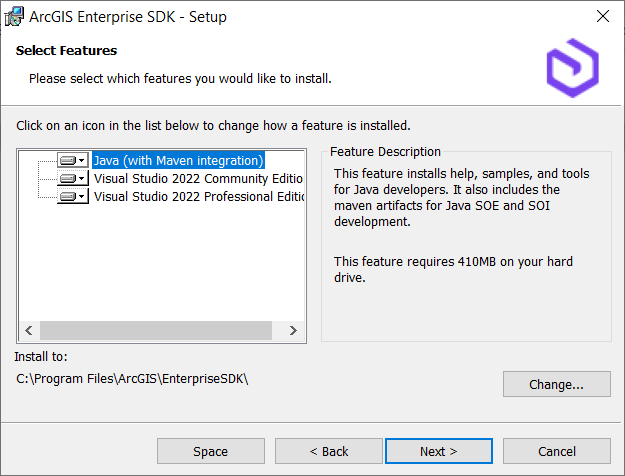 ArcGIS Enterprise SDK - Setup
Select Features
Please select which features you would like to install.
Click on an icon in the list below to change how a feature is installed.
Java (with Maven integration)
Visual Studio 2022 Community Editio
Visual Studio 2022 Professional Editio
Feature Description
This feature installs help, samples, and tools
for Java developers. It also includes the
maven artifacts for Java SOE and SOI
development.
This feature requires 410MB on your hard
drive.
Install to:
C:\Program Files\ArcGIS\EnterpriseSDK\
Change...
Space
< Back
Next >
Cancel